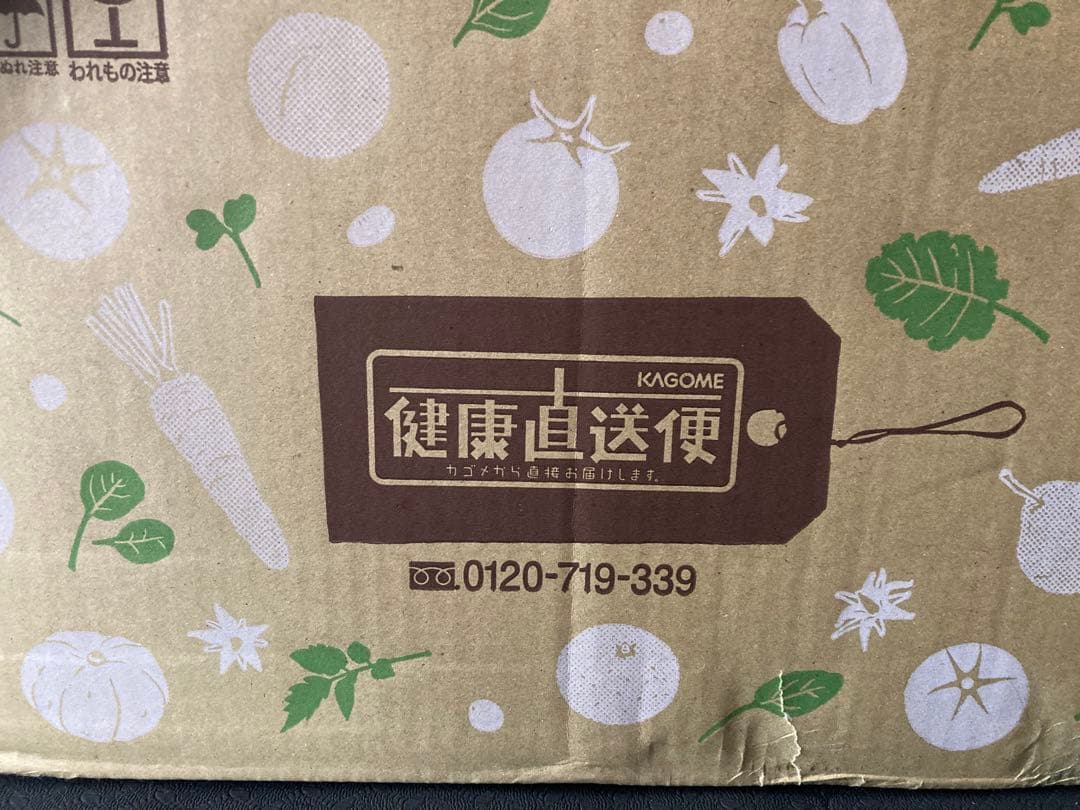 ぬれ注意 われもの注意
KAGOME
健康直送便
カゴメから直接お届けします。
0120-719-339